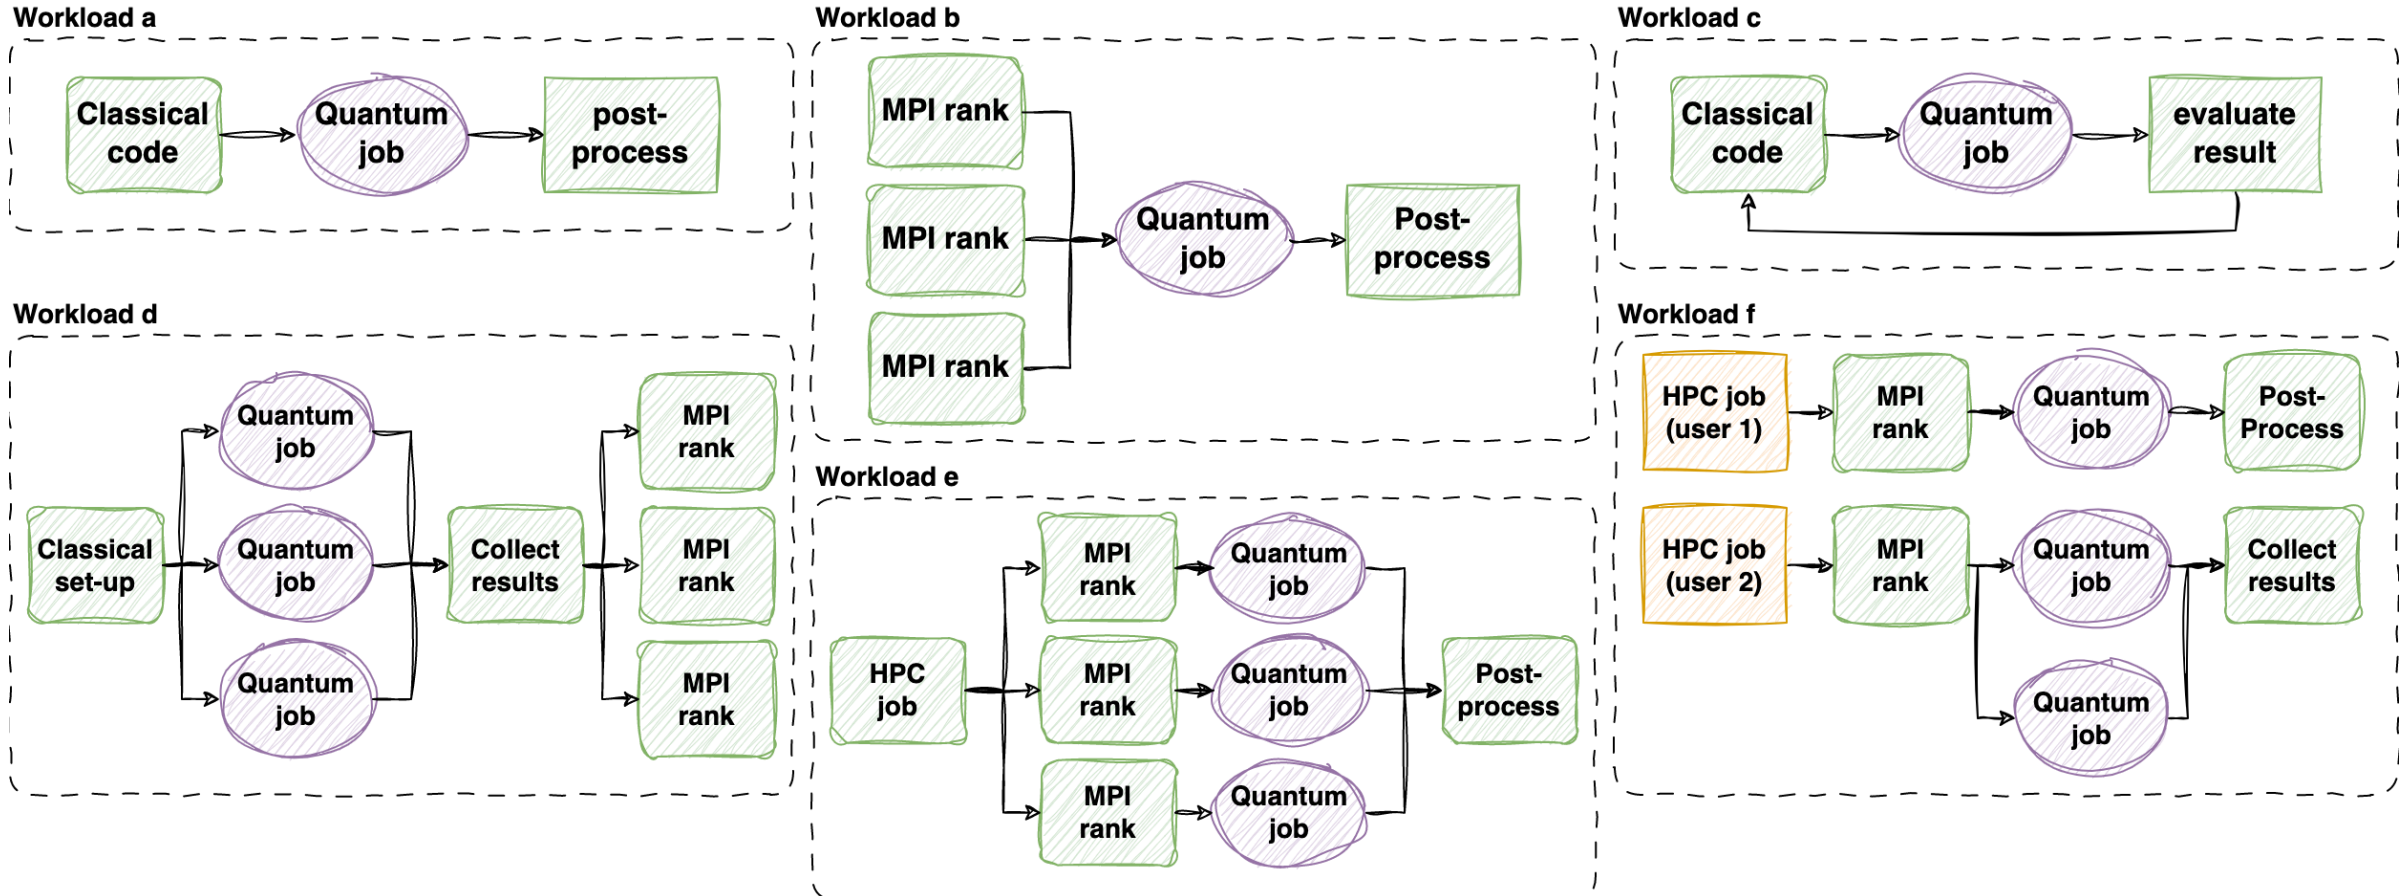 Workload a
Classical
code
Quantum
job
post-
process
Workload b
MPI rank
MPI rank
MPI rank
Quantum
job
Post-
process
Workload c
Classical
code
Quantum
job
evaluate
result
Workload d
Classical
set-up
Quantum
job
Quantum
job
Quantum
job
Collect
results
MPI
rank
MPI
rank
MPI
rank
Workload e
HPC
job
MPI
rank
Quantum
job
MPI
rank
Quantum
job
MPI
rank
Quantum
job
Post-
process
Workload f
HPC job
(user 1)
MPI
rank
Quantum
job
Post-
Process
HPC job
(user 2)
MPI
rank
Quantum
job
Quantum
job
Collect
results